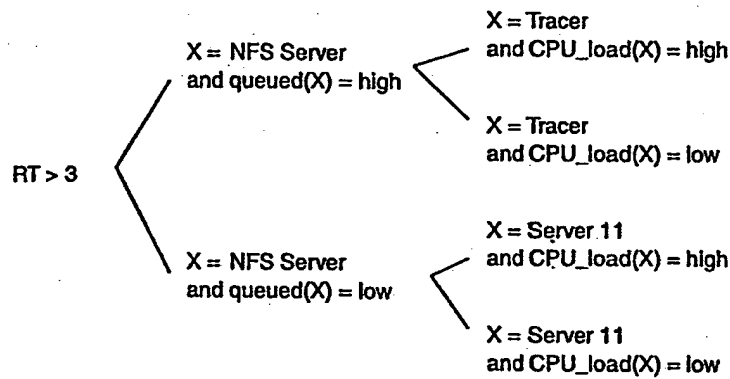 X = Tracer
and CPU_load(X) = high
X = NFS Server
and queued(X) = high
X = Tracer
and CPU_load(X) = low
RT > 3
X = Server 11
and CPU_load(X) = high
X = NFS Server
and queued(X) = low
X = Server 11
and CPU_load(X) = low